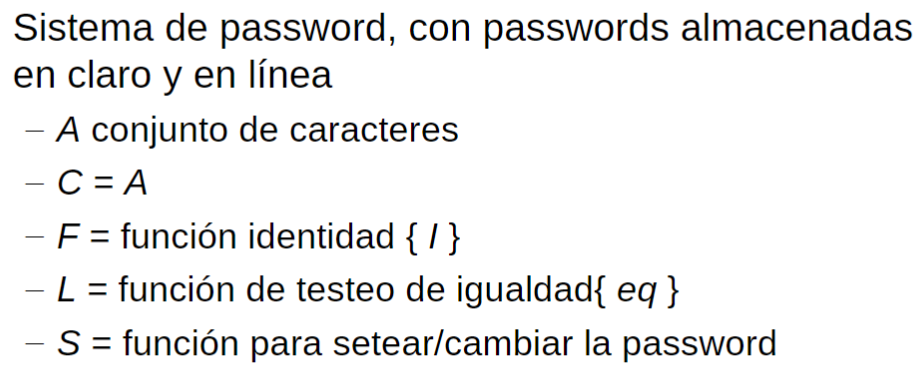 Sistema de password, con passwords almacenadas
en claro y en línea
– A conjunto de caracteres
– C = A
– F = función identidad { I }
– L = función de testeo de igualdad{ eq }
– S = función para setear/cambiar la password